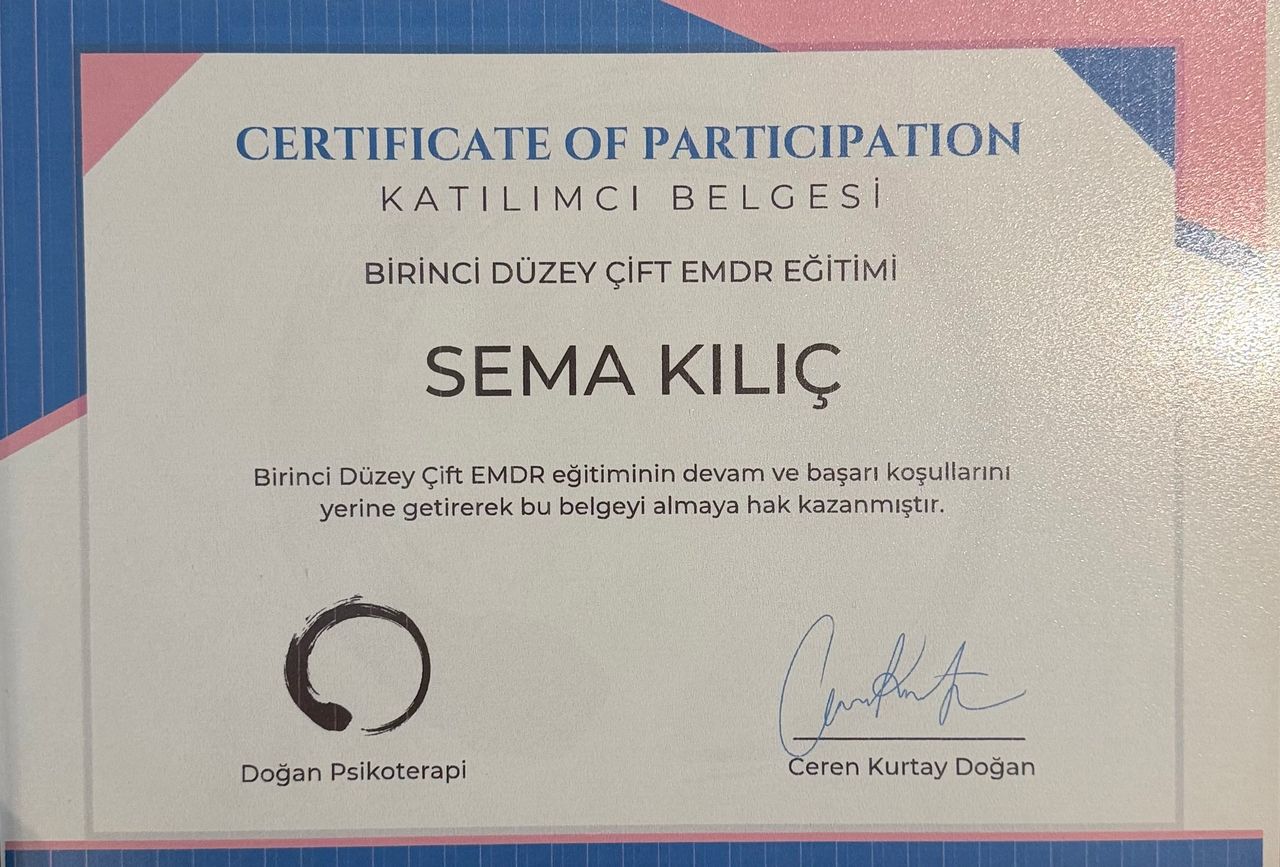 CERTIFICATE OF PARTICIPATION
KATILIMCI BELGESİ
BİRİNCİ DÜZEY ÇİFT EMDR EĞİTİMİ
SEMA KILIÇ
Birinci Düzey Çift EMDR eğitiminin devam ve başarı koşullarını
yerine getirerek bu belgeyi almaya hak kazanmıştır.
Doğan Psikoterapi
Ceren Kurtay Doğan